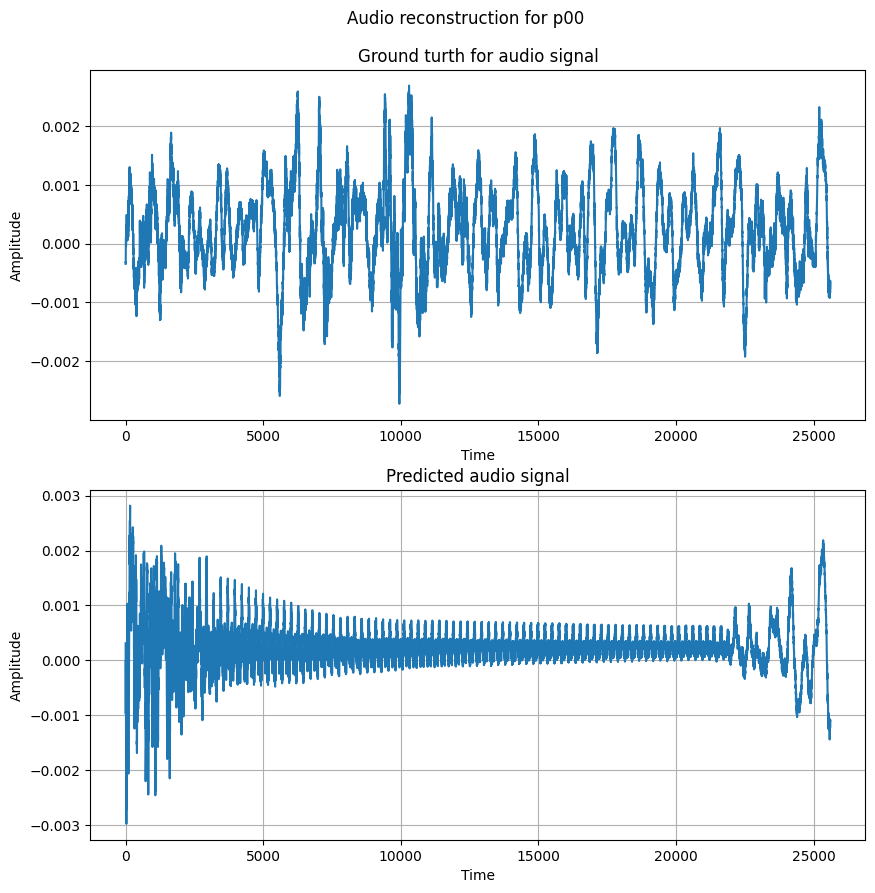 Audio reconstruction for p00
Ground turth for audio signal
0.002
0.001
0.000
−0.001
−0.002
Amplitude
0 5000 10000 15000 20000 25000
Time
Predicted audio signal
0.003
0.002
0.001
0.000
−0.001
−0.002
−0.003
Amplitude
0 5000 10000 15000 20000 25000
Time